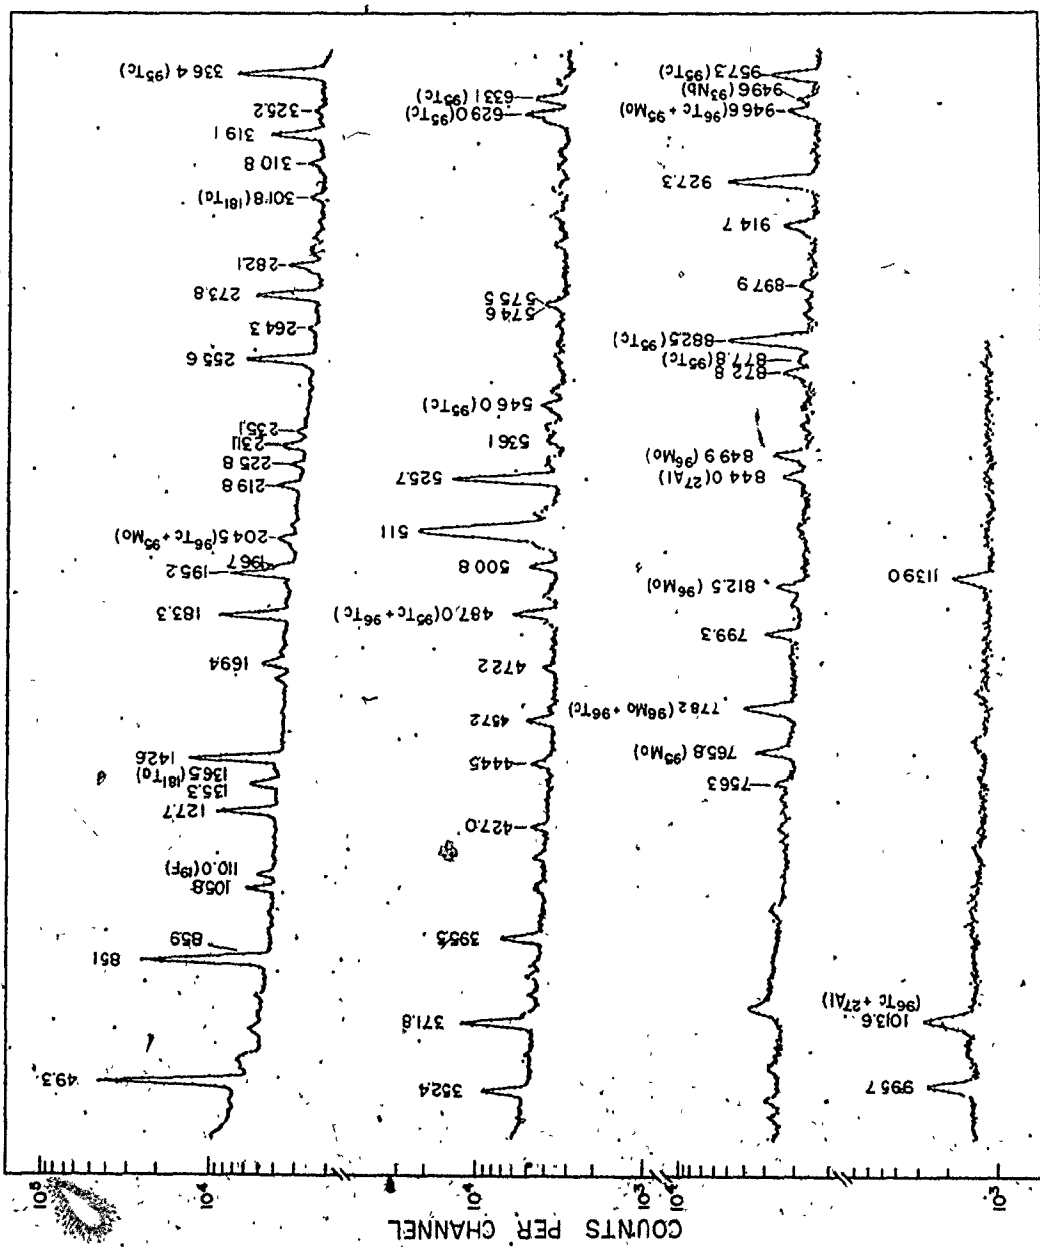 COUNTS PER CHANNEL
10⁵
10⁴
10⁴
10³
10⁴
10³
49.3
851
859
105.8
110.0(¹⁹F)
127.7
135.3
136.5 (¹⁸¹Ta)
142.6
169.4
183.3
195.2
196.7
204.5(⁹⁶Tc + ⁹⁵Mo)
219.8
225.8
231.1
235.1
255.6
264.3
273.8
282.1
301.8(¹⁸¹Ta)
310.8
319.1
325.2
336.4 (⁹⁵Tc)
352.4
371.8
395.5
427.0
444.5
457.2
472.2
487.0(⁹⁵Tc + ⁹⁶Tc)
500.8
511
525.7
536.1
546.0(⁹⁵Tc)
574.6
575.5
629.0(⁹⁵Tc)
633.1 (⁹⁵Tc)
756.3
765.8 (⁹⁵Mo)
778.2 (⁹⁶Mo + ⁹⁶Tc)
799.3
812.5 (⁹⁶Mo)
844.0(²⁷Al)
849.9 (⁹⁶Mo)
872.8
877.8(⁹⁵Tc)
882.5(⁹⁵Tc)
897.9
914.7
927.3
946.6(⁹⁶Tc + ⁹⁵Mo)
949.6(⁹³Nb)
957.3 (⁹⁵Tc)
995.7
1013.6
(⁹⁶Tc + ²⁷Al)
1139.0